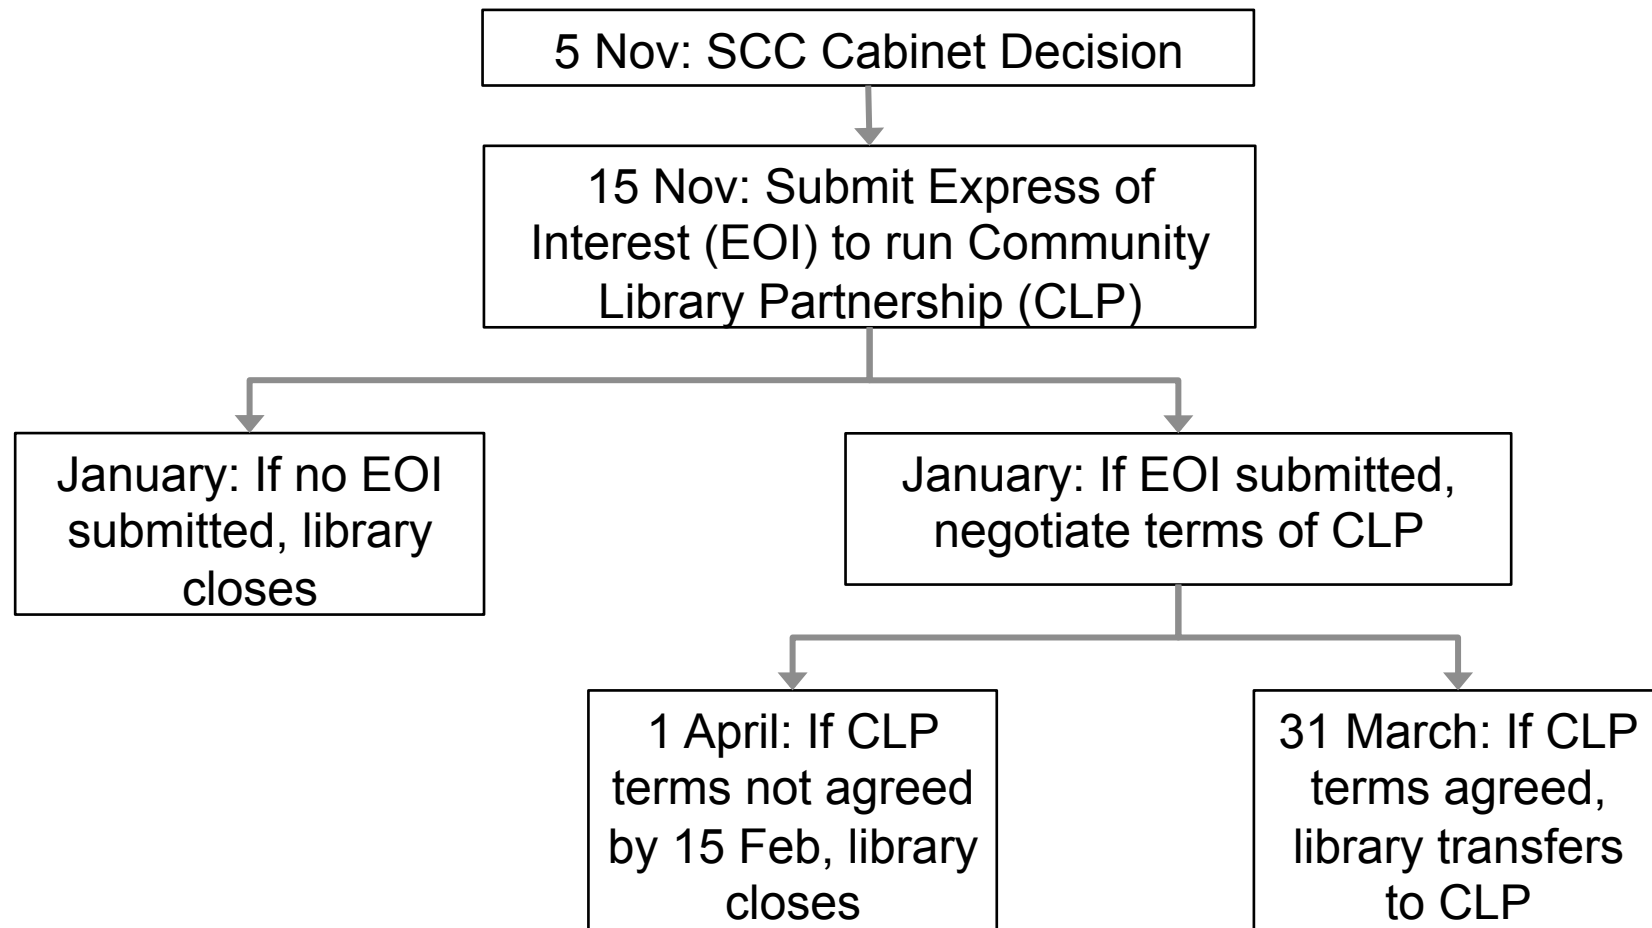 5 Nov: SCC Cabinet Decision
15 Nov: Submit Express of
Interest (EOI) to run Community
Library Partnership (CLP)
January: If no EOI
submitted, library
closes
January: If EOI submitted,
negotiate terms of CLP
1 April: If CLP
terms not agreed
by 15 Feb, library
closes
31 March: If CLP
terms agreed,
library transfers
to CLP